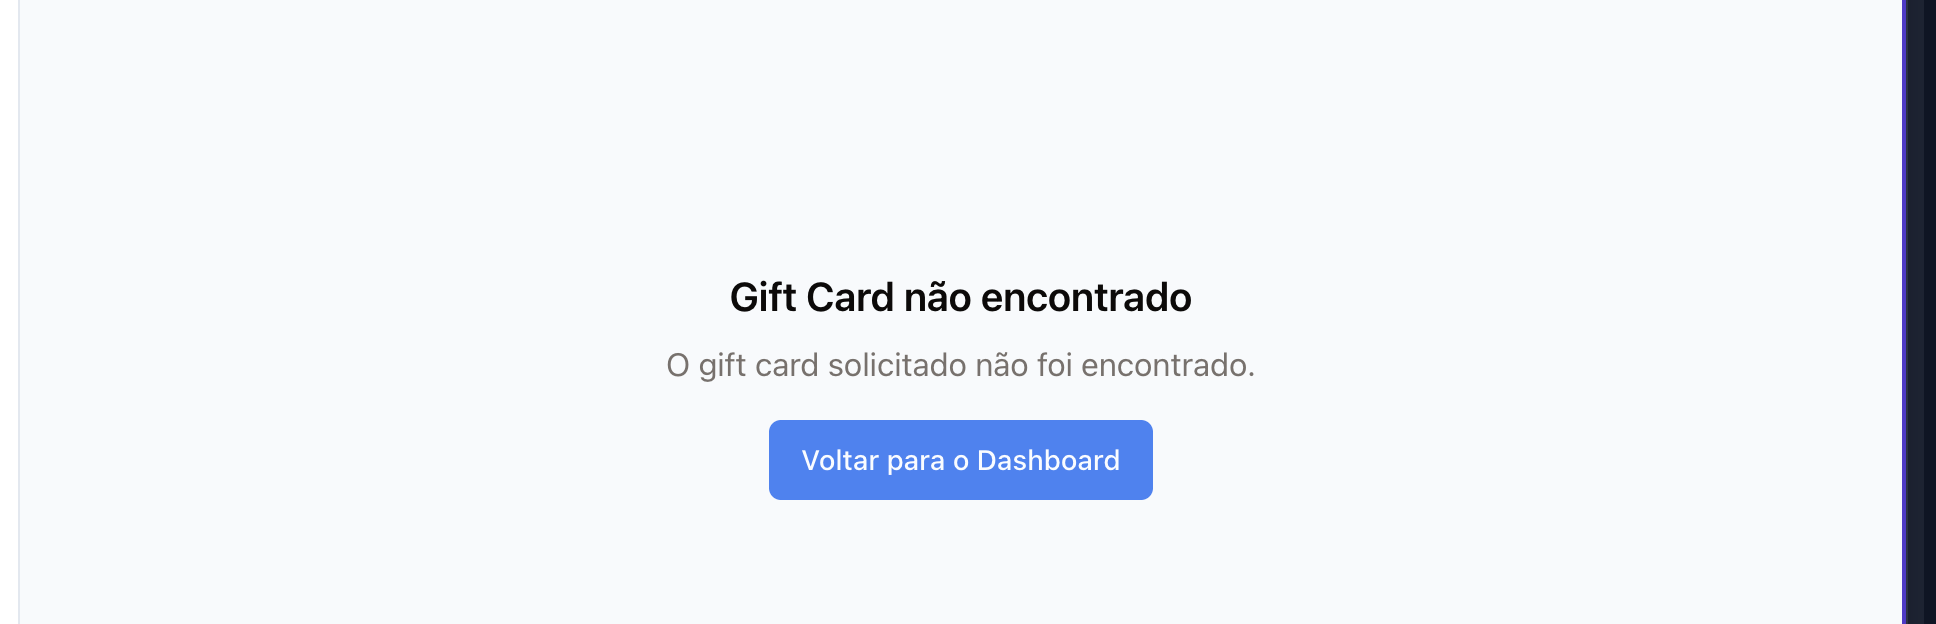 Gift Card não encontrado
O gift card solicitado não foi encontrado.
Voltar para o Dashboard